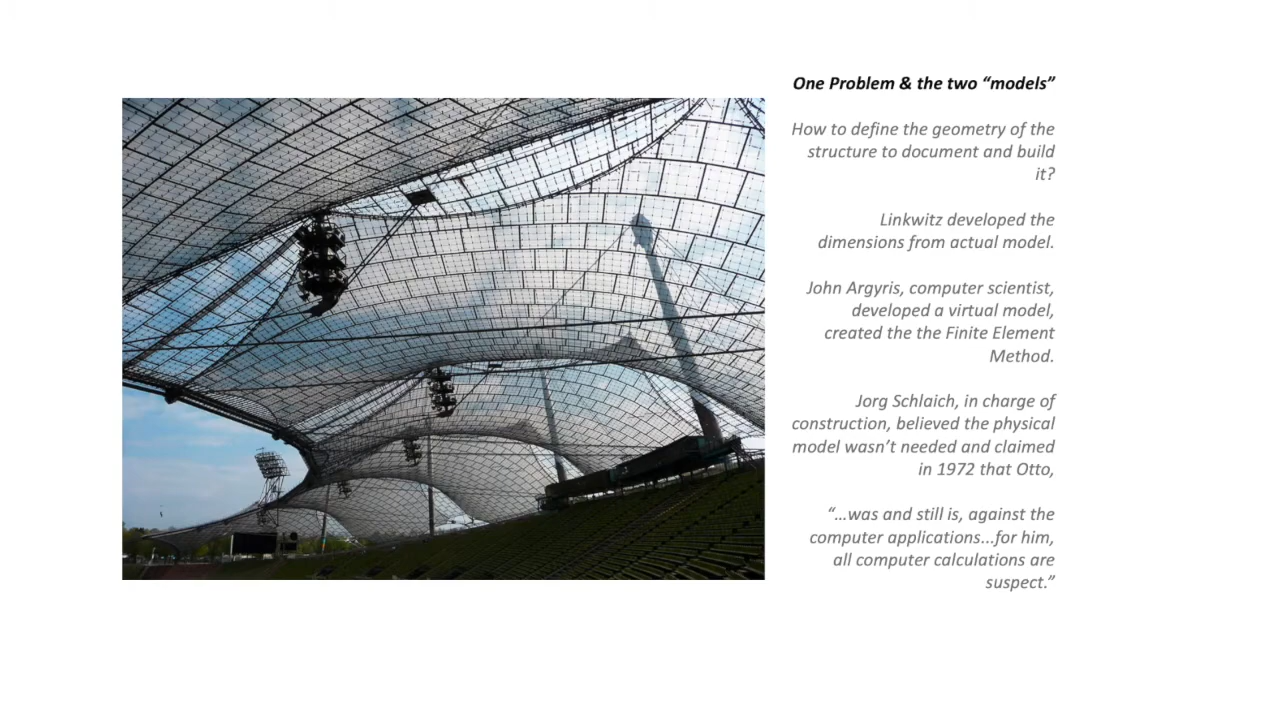 One Problem & the two “models”
How to define the geometry of the
structure to document and build
it?
Linkwitz developed the
dimensions from actual model.
John Argyris, computer scientist,
developed a virtual model,
created the the Finite Element
Method.
Jorg Schlaich, in charge of
construction, believed the physical
model wasn’t needed and claimed
in 1972 that Otto,
“…was and still is, against the
computer applications...for him,
all computer calculations are
suspect.”